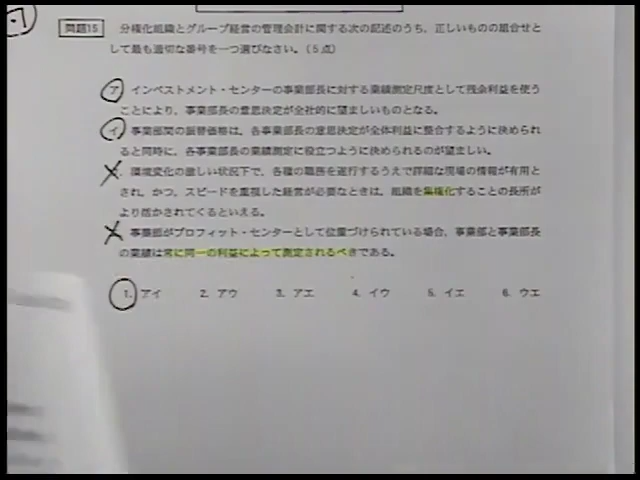 問題15 分権化組織とグループ経営の管理会計に関する次の記述のうち、正しいものの組合せと
して最も適切な番号を一つ選びなさい。(5点)
ア インベストメント・センターの事業部長に対する業績測定尺度として残余利益を使う
ことにより、事業部長の意思決定が全社的に望ましいものとなる。
イ 事業部間の振替価格は、各事業部長の意思決定が全体利益に整合するように決められ
ると同時に、各事業部長の業績測定に役立つように決められるのが望ましい。
環境変化の激しい状況下で、各種の職務を遂行するうえで詳細な現場の情報が有用と
され、かつ、スピードを重視した経営が必要なときは、組織を集権化することの長所が
より活かされてくるといえる。
事業部がプロフィット・センターとして位置づけられている場合、事業部と事業部長
の業績は常に同一の利益によって測定されるべきである。
1. アイ 2. アウ 3. アエ 4. イウ 5. イエ 6. ウエ